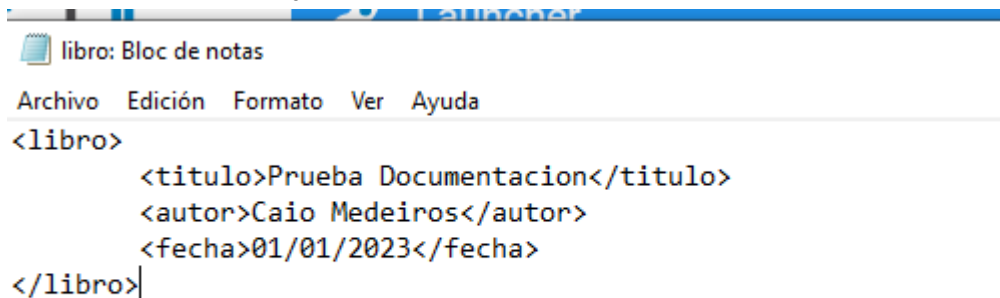 Launcher
libro: Bloc de notas
Archivo Edición Formato Ver Ayuda
<libro>
<titulo>Prueba Documentacion</titulo>
<autor>Caio Medeiros</autor>
<fecha>01/01/2023</fecha>
</libro>